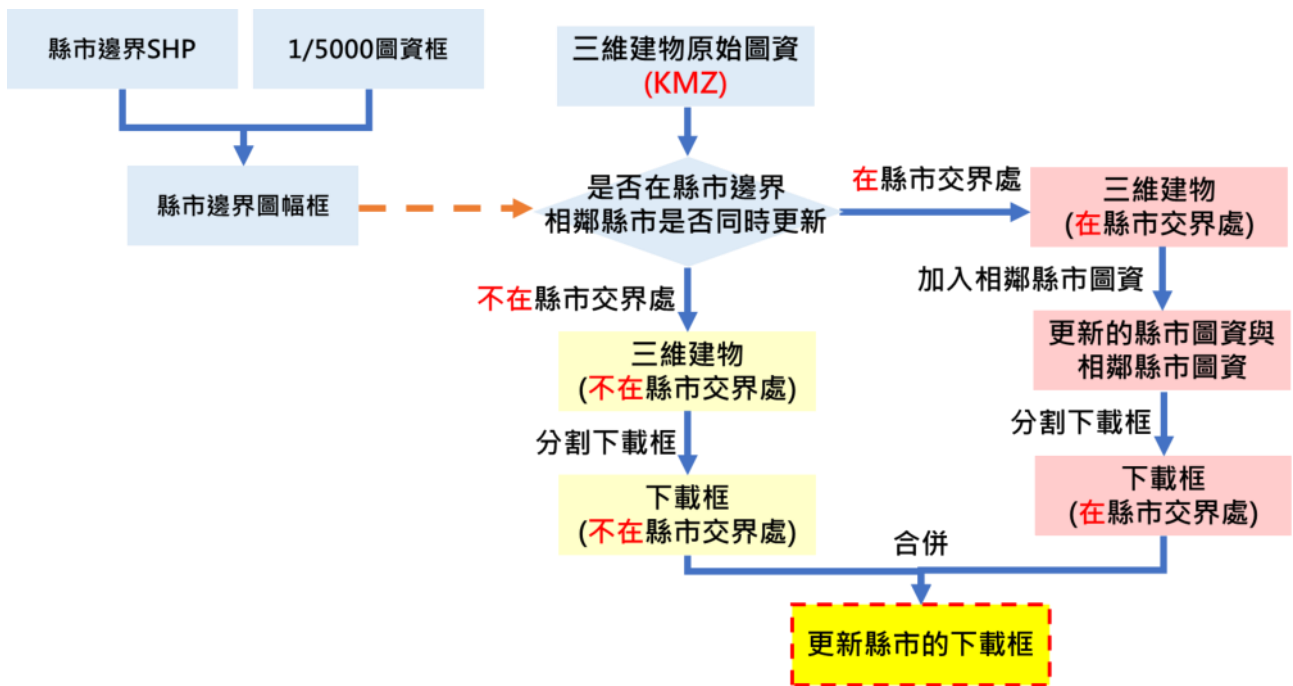 縣市邊界SHP
1/5000圖資框
三維建物原始圖資
(KMZ)
縣市邊界圖幅框
是否在縣市邊界
相鄰縣市是否同時更新
在縣市交界處
三維建物
(在縣市交界處)
不在縣市交界處
加入相鄰縣市圖資
三維建物
(不在縣市交界處)
更新的縣市圖資與
相鄰縣市圖資
分割下載框
分割下載框
下載框
(不在縣市交界處)
下載框
(在縣市交界處)
合併
更新縣市的下載框